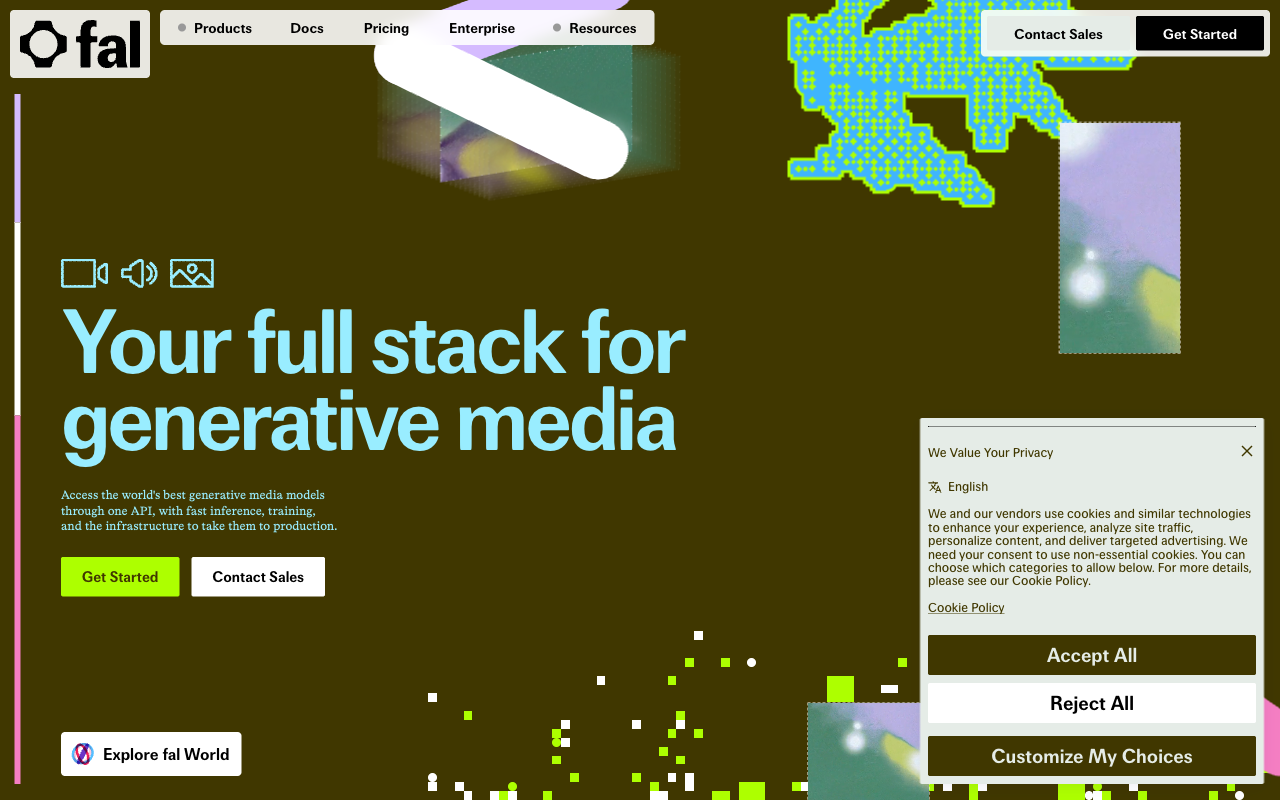 fal
Products
Docs
Pricing
Enterprise
Resources
Contact Sales
Get Started
Your full stack for
generative media
Access the world's best generative media models
through one API, with fast inference, training,
and the infrastructure to take them to production.
Get Started
Contact Sales
Explore fal World
We Value Your Privacy
English
We and our vendors use cookies and similar technologies
to enhance your experience, analyze site traffic,
personalize content, and deliver targeted advertising. We
need your consent to use non-essential cookies. You can
choose which categories to allow below. For more details,
please see our Cookie Policy.
Cookie Policy
Accept All
Reject All
Customize My Choices